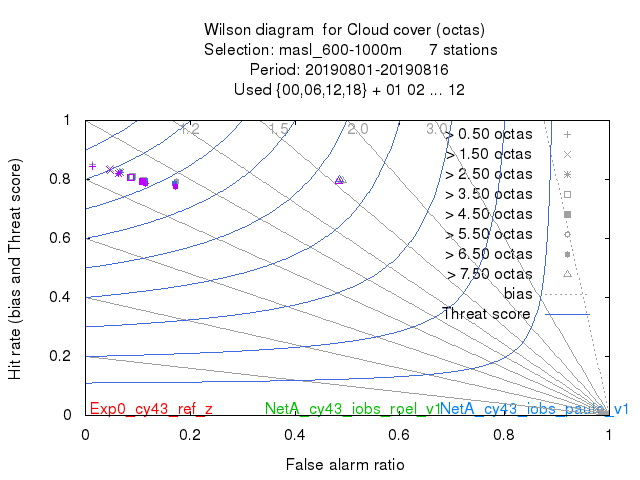 Wilson diagram for Cloud cover (octas)
Selection: masl_600-1000m 7 stations
Period: 20190801-20190816
Used {00,06,12,18} + 01 02 ... 12
1.2 1.5 2.0 3.0
> 0.50 octas
> 1.50 octas
> 2.50 octas
> 3.50 octas
> 4.50 octas
> 5.50 octas
> 6.50 octas
> 7.50 octas
bias
Threat score
Hit rate (bias and Threat score)
1
0.8
0.6
0.4
0.2
0
Exp0_cy43_ref_z NetA_cy43_iobs_roel_v1 NetA_cy43_iobs_paulo_v1
0 0.2 0.4 0.6 0.8 1
False alarm ratio